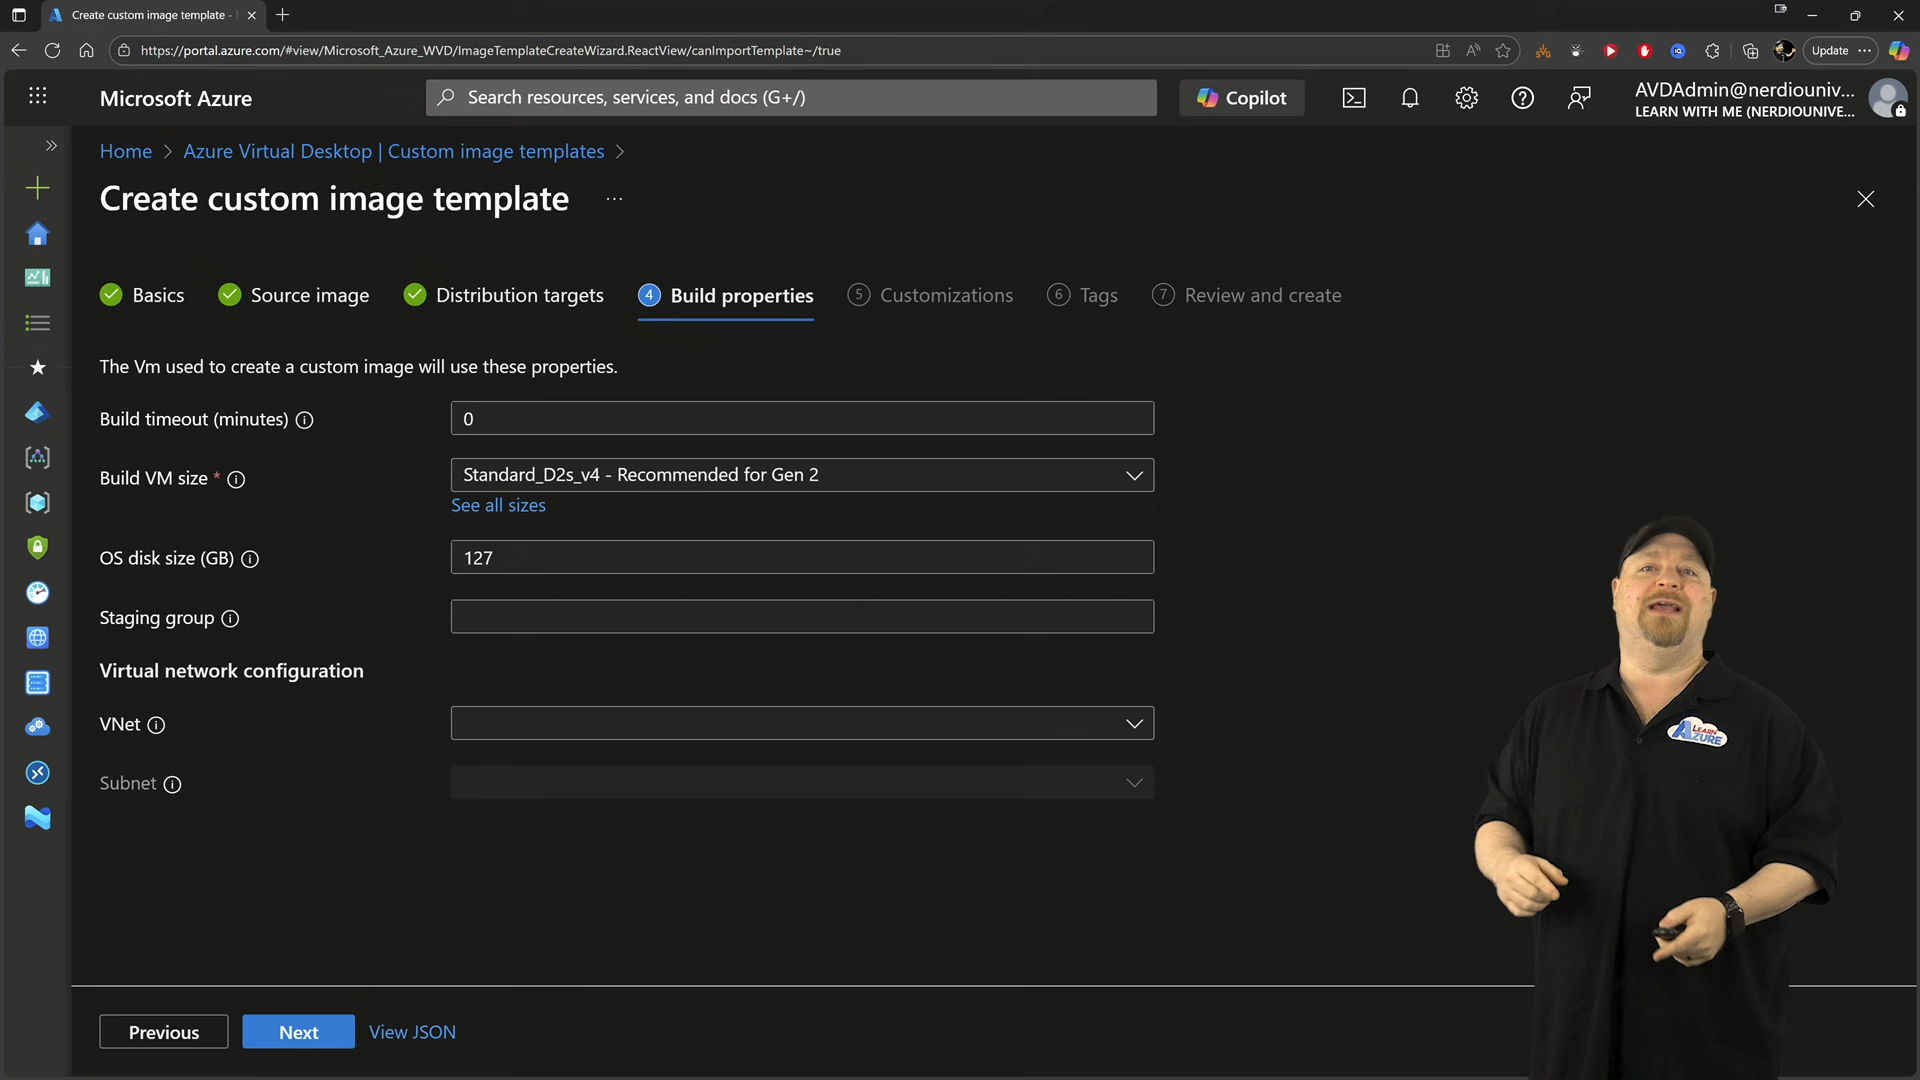 Create custom image template -
https://portal.azure.com/#view/Microsoft_Azure_WVD/ImageTemplateCreateWizard.ReactView/canImportTemplate~/true
Update
Microsoft Azure
Search resources, services, and docs (G+/)
Copilot
AVDAdmin@nerdiouniv...
LEARN WITH ME (NERDIOUNIVE...
Home > Azure Virtual Desktop | Custom image templates >
Create custom image template ...
Basics
Source image
Distribution targets
4 Build properties
5 Customizations
6 Tags
7 Review and create
The Vm used to create a custom image will use these properties.
Build timeout (minutes)
0
Build VM size *
Standard_D2s_v4 - Recommended for Gen 2
See all sizes
OS disk size (GB)
127
Staging group
Virtual network configuration
VNet
Subnet
LEARN
AZURE
Previous
Next
View JSON